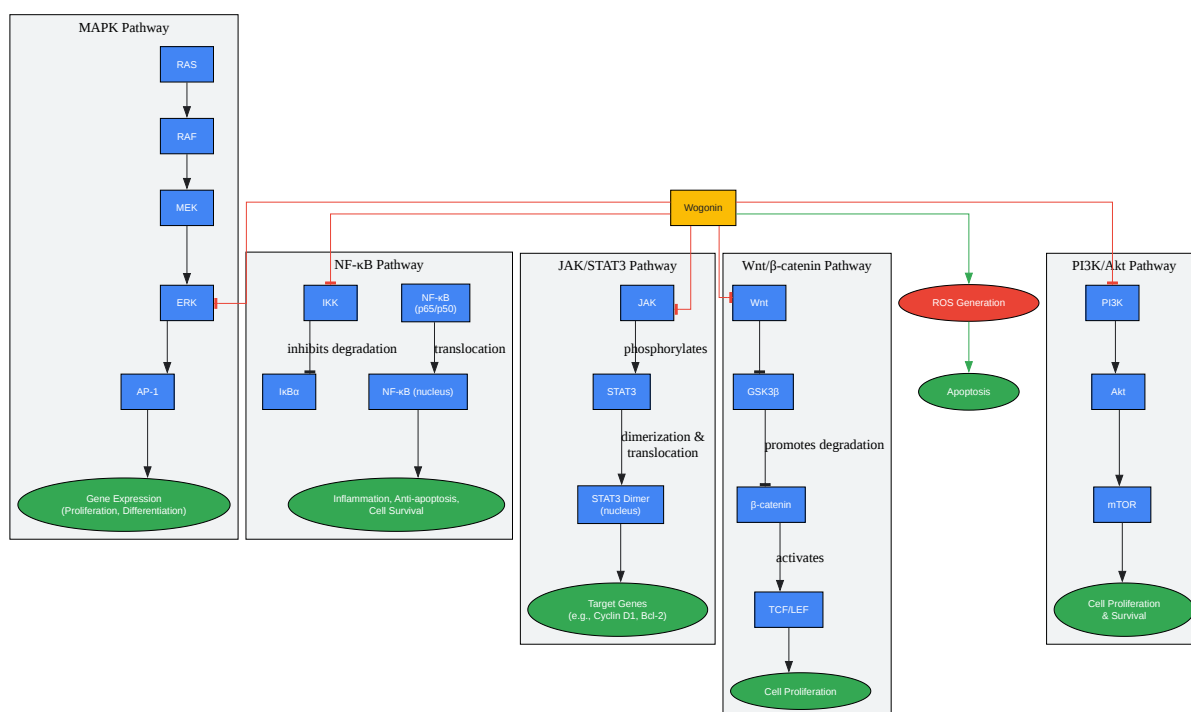 MAPK Pathway
RAS
RAF
MEK
ERK
AP-1
Gene Expression
(Proliferation, Differentiation)
Wogonin
NF-κB Pathway
IKK
NF-κB
(p65/p50)
inhibits degradation
translocation
IκBα
NF-κB (nucleus)
Inflammation, Anti-apoptosis,
Cell Survival
JAK/STAT3 Pathway
JAK
phosphorylates
STAT3
dimerization &
translocation
STAT3 Dimer
(nucleus)
Target Genes
(e.g., Cyclin D1, Bcl-2)
Wnt/β-catenin Pathway
Wnt
GSK3β
promotes degradation
β-catenin
activates
TCF/LEF
Cell Proliferation
ROS Generation
Apoptosis
PI3K/Akt Pathway
PI3K
Akt
mTOR
Cell Proliferation
& Survival